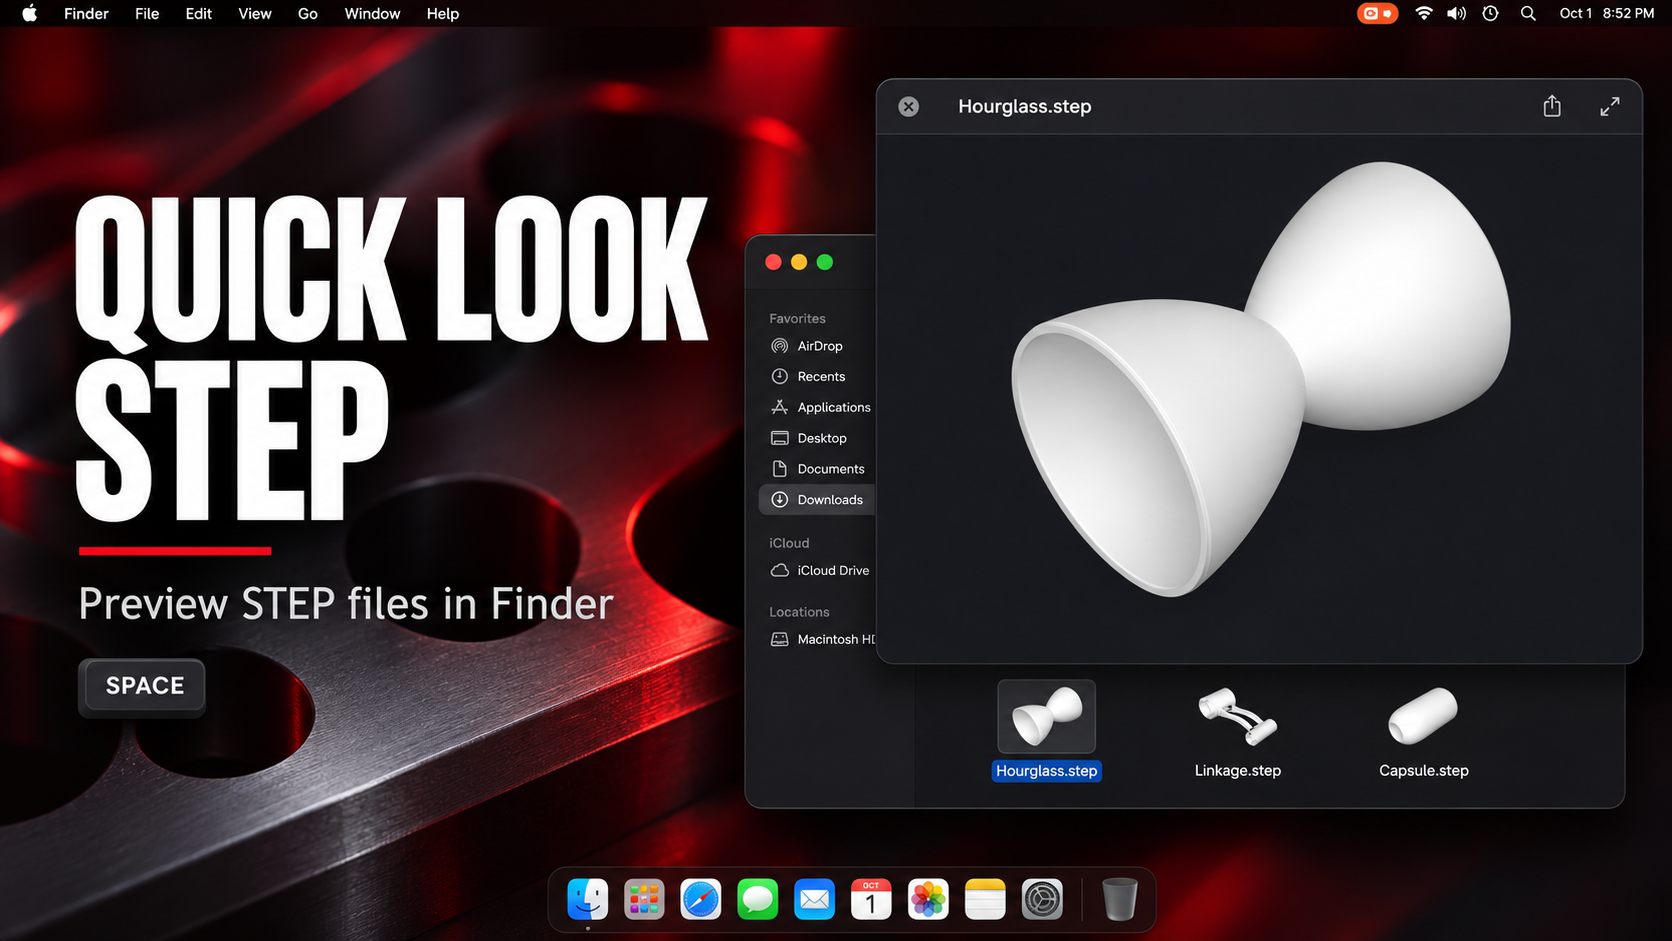 Finder File Edit View Go Window Help
Oct 1 8:52 PM
QUICK LOOK
STEP
Preview STEP files in Finder
SPACE
Hourglass.step
Favorites
AirDrop
Recents
Applications
Desktop
Documents
Downloads
iCloud
iCloud Drive
Locations
Macintosh HD
Hourglass.step
Linkage.step
Capsule.step
OCT
1